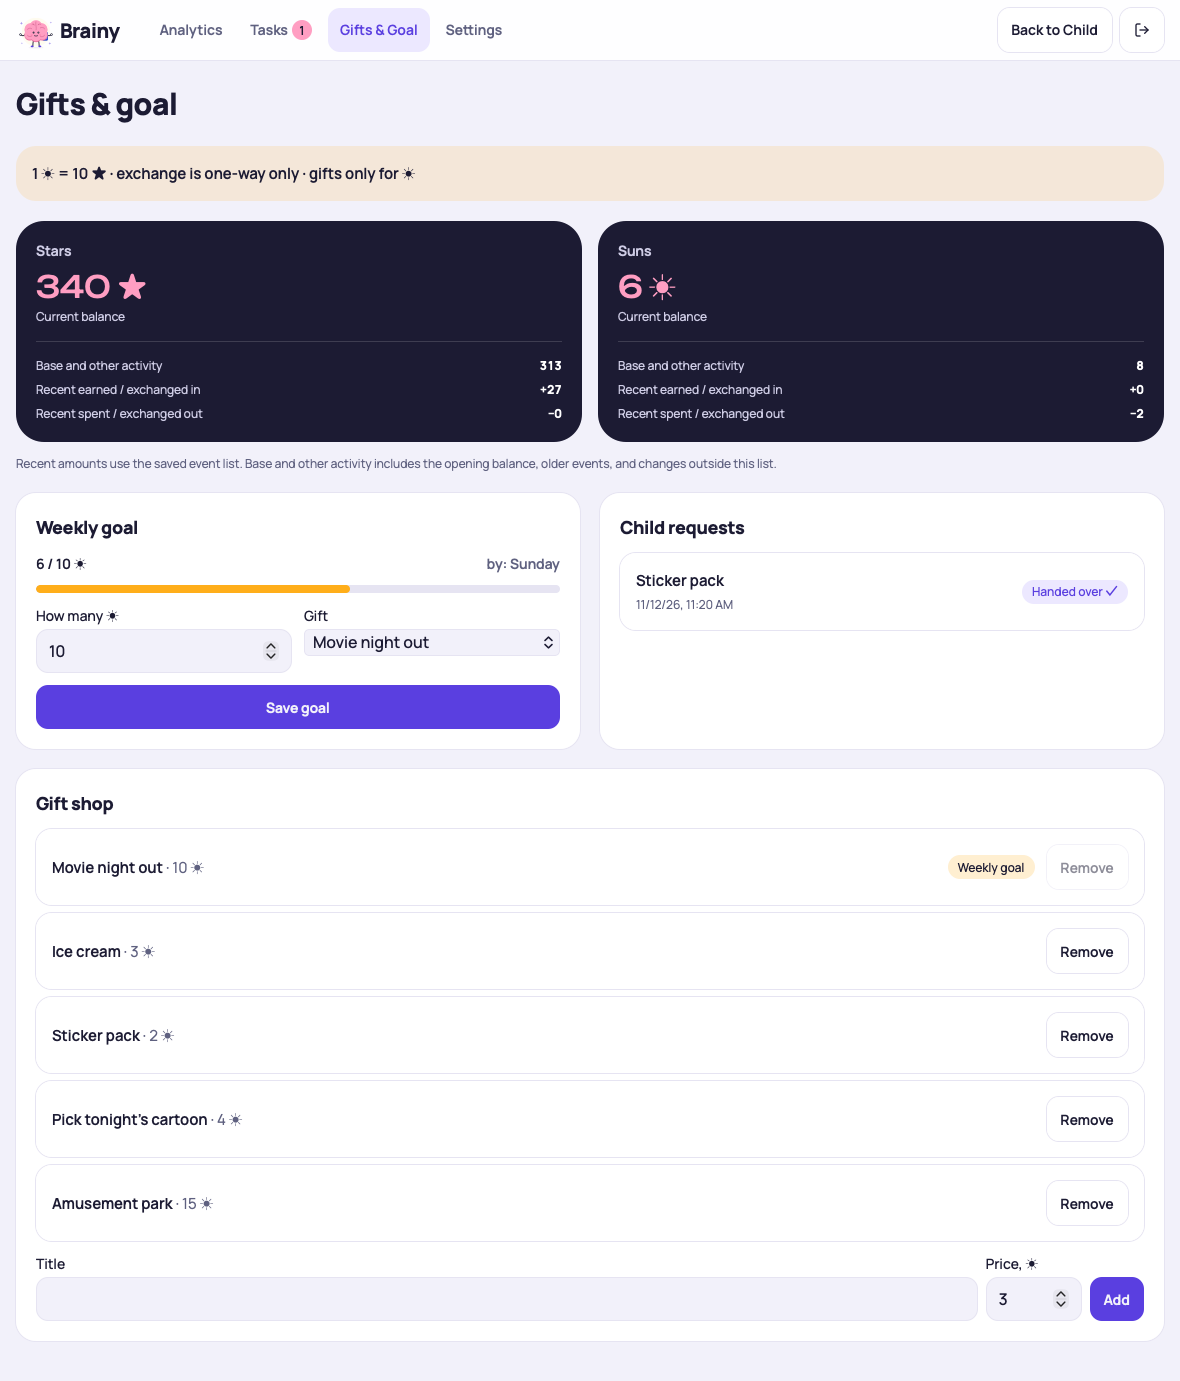 Brainy
Analytics
Tasks 1
Gifts & Goal
Settings
Back to Child
Gifts & goal
1 ☀ = 10 ★ · exchange is one-way only · gifts only for ☀
Stars
340 ★
Current balance
Base and other activity 313
Recent earned / exchanged in +27
Recent spent / exchanged out −0
Suns
6 ☀
Current balance
Base and other activity 8
Recent earned / exchanged in +0
Recent spent / exchanged out −2
Recent amounts use the saved event list. Base and other activity includes the opening balance, older events, and changes outside this list.
Weekly goal
6 / 10 ☀ by: Sunday
How many ☀
10
Gift
Movie night out
Save goal
Child requests
Sticker pack
11/12/26, 11:20 AM
Handed over ✓
Gift shop
Movie night out · 10 ☀ Weekly goal Remove
Ice cream · 3 ☀ Remove
Sticker pack · 2 ☀ Remove
Pick tonight's cartoon · 4 ☀ Remove
Amusement park · 15 ☀ Remove
Title
Price, ☀
3
Add